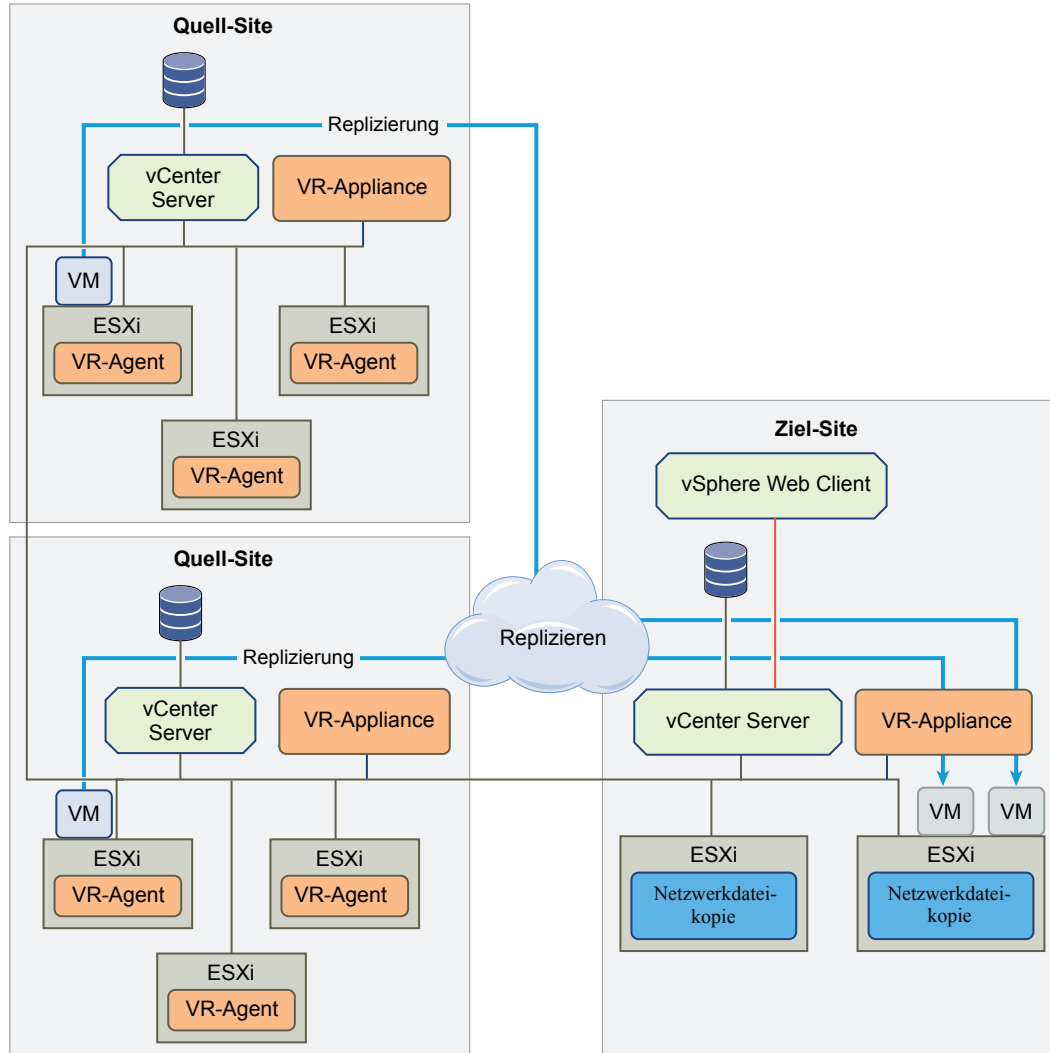 Quell-Site
Replizierung
vCenter
Server
VR-Appliance
VM
ESXi
VR-Agent
ESXi
VR-Agent
ESXi
VR-Agent
Quell-Site
Replizierung
vCenter
Server
VR-Appliance
VM
ESXi
VR-Agent
ESXi
VR-Agent
ESXi
VR-Agent
Replizieren
Ziel-Site
vSphere Web Client
vCenter Server
VR-Appliance
VM
VM
ESXi
Netzwerkdatei-
kopie
ESXi
Netzwerkdatei-
kopie